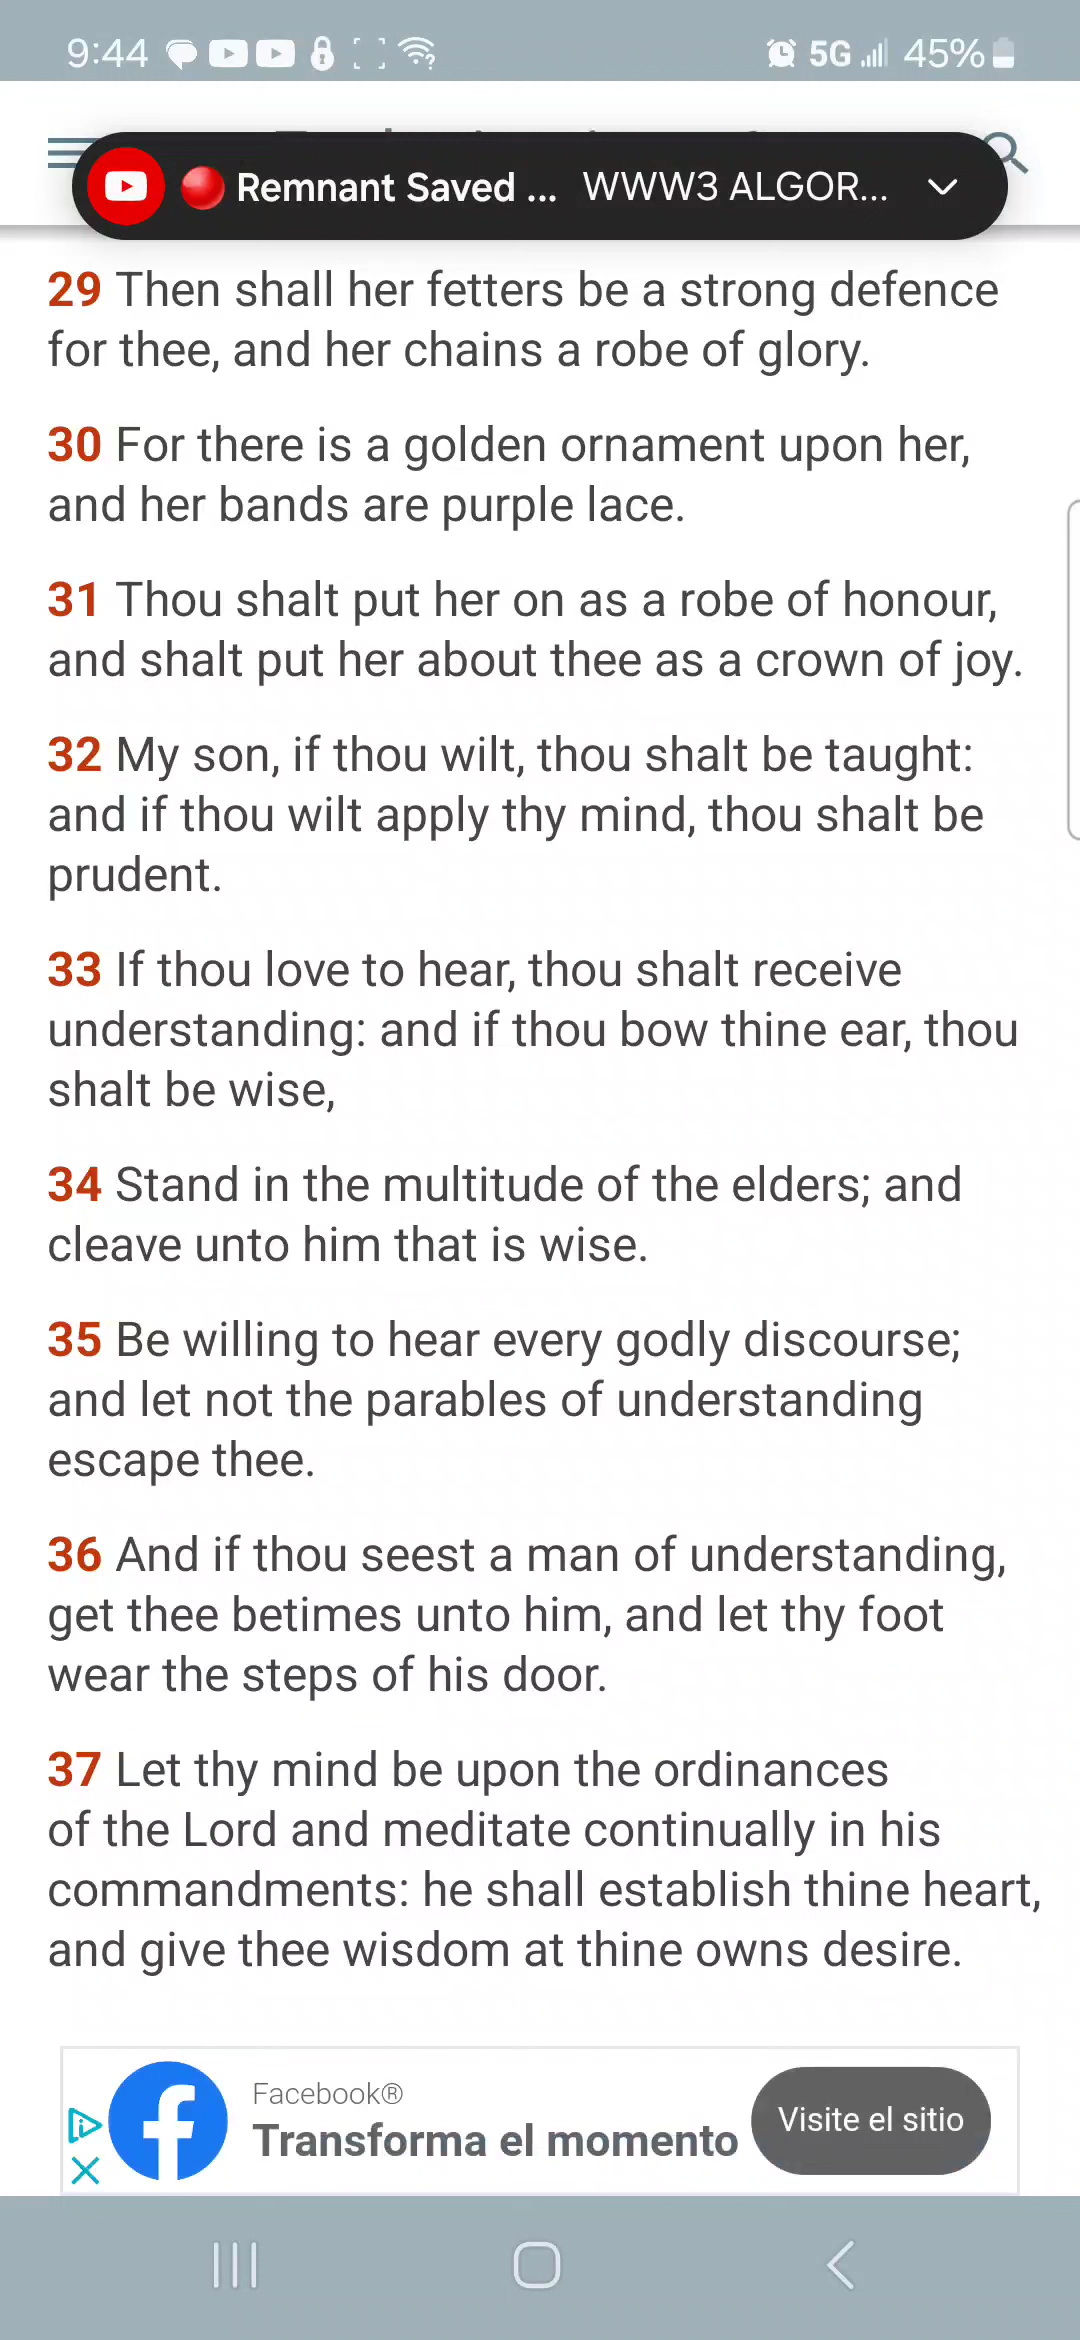 9:44
5G
45%
Remnant Saved ... WWW3 ALGOR...
29 Then shall her fetters be a strong defence
for thee, and her chains a robe of glory.
30 For there is a golden ornament upon her,
and her bands are purple lace.
31 Thou shalt put her on as a robe of honour,
and shalt put her about thee as a crown of joy.
32 My son, if thou wilt, thou shalt be taught:
and if thou wilt apply thy mind, thou shalt be
prudent.
33 If thou love to hear, thou shalt receive
understanding: and if thou bow thine ear, thou
shalt be wise,
34 Stand in the multitude of the elders; and
cleave unto him that is wise.
35 Be willing to hear every godly discourse;
and let not the parables of understanding
escape thee.
36 And if thou seest a man of understanding,
get thee betimes unto him, and let thy foot
wear the steps of his door.
37 Let thy mind be upon the ordinances
of the Lord and meditate continually in his
commandments: he shall establish thine heart,
and give thee wisdom at thine owns desire.
Facebook®
Transforma el momento
Visite el sitio